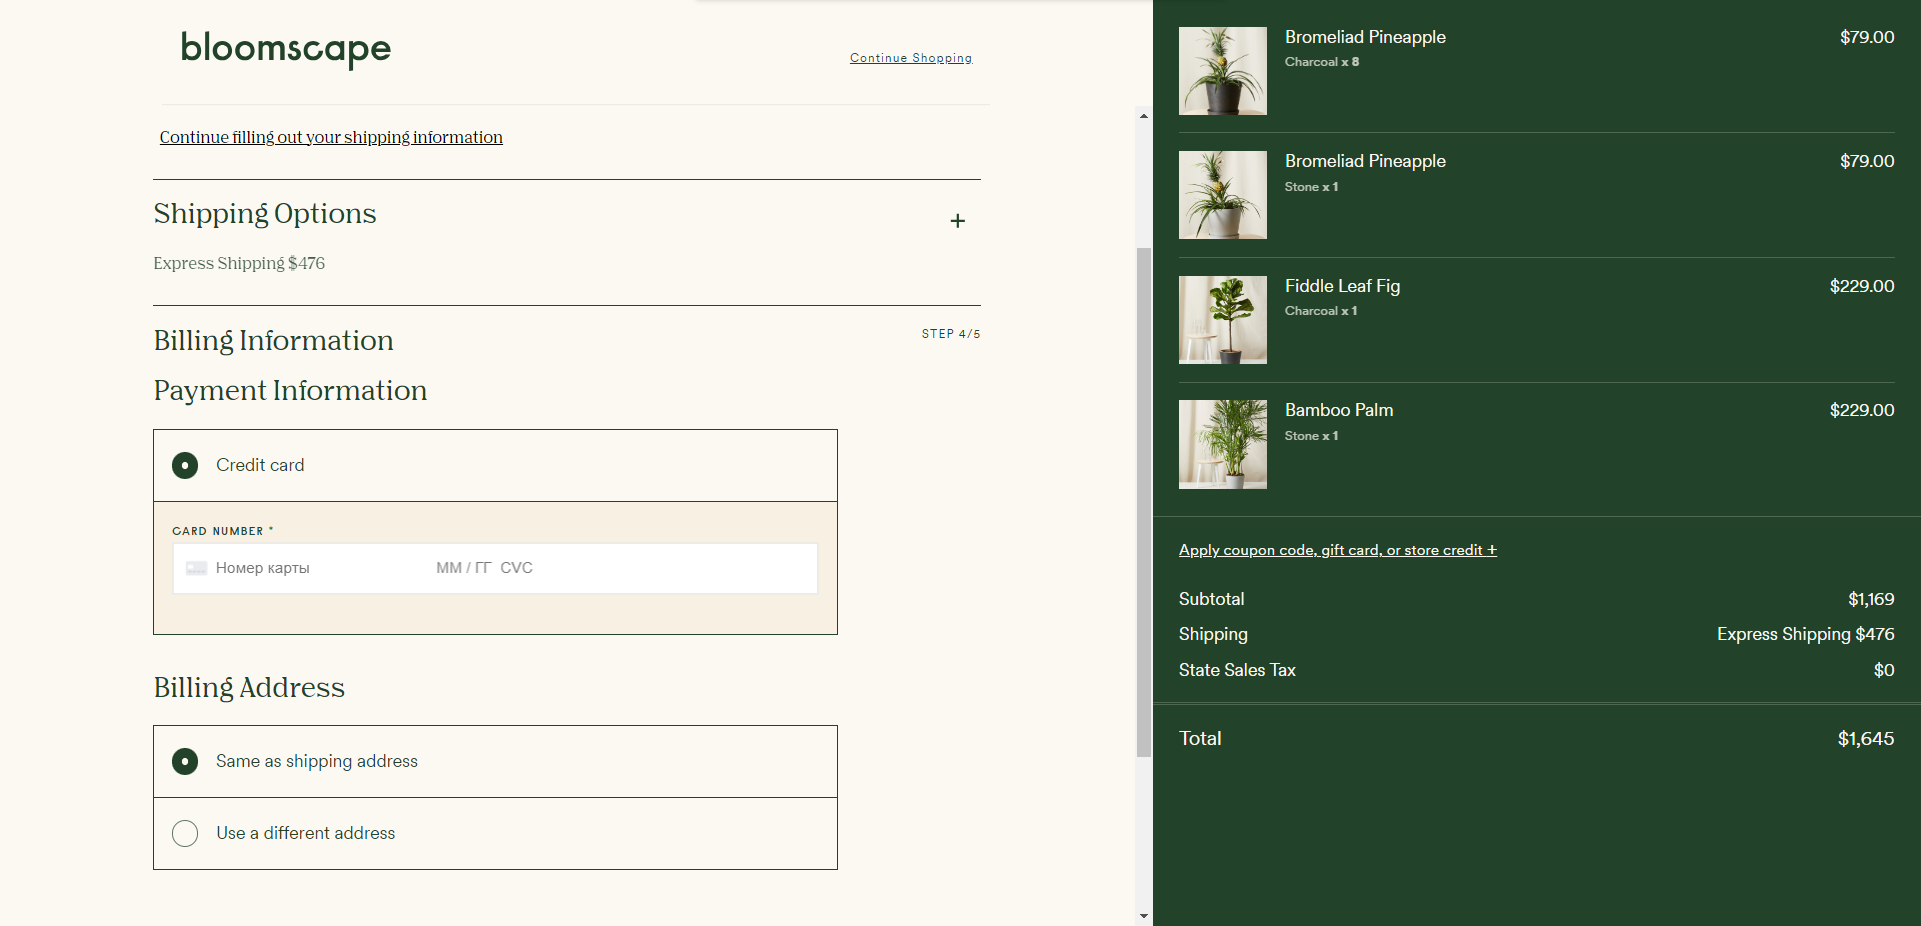 bloomscape
Continue Shopping
Continue filling out your shipping information
Shipping Options
+
Express Shipping $476
Billing Information
STEP 4/5
Payment Information
Credit card
CARD NUMBER *
Номер карты ММ / ГГ CVC
Billing Address
Same as shipping address
Use a different address
Bromeliad Pineapple $79.00
Charcoal x 8
Bromeliad Pineapple $79.00
Stone x 1
Fiddle Leaf Fig $229.00
Charcoal x 1
Bamboo Palm $229.00
Stone x 1
Apply coupon code, gift card, or store credit +
Subtotal $1,169
Shipping Express Shipping $476
State Sales Tax $0
Total $1,645